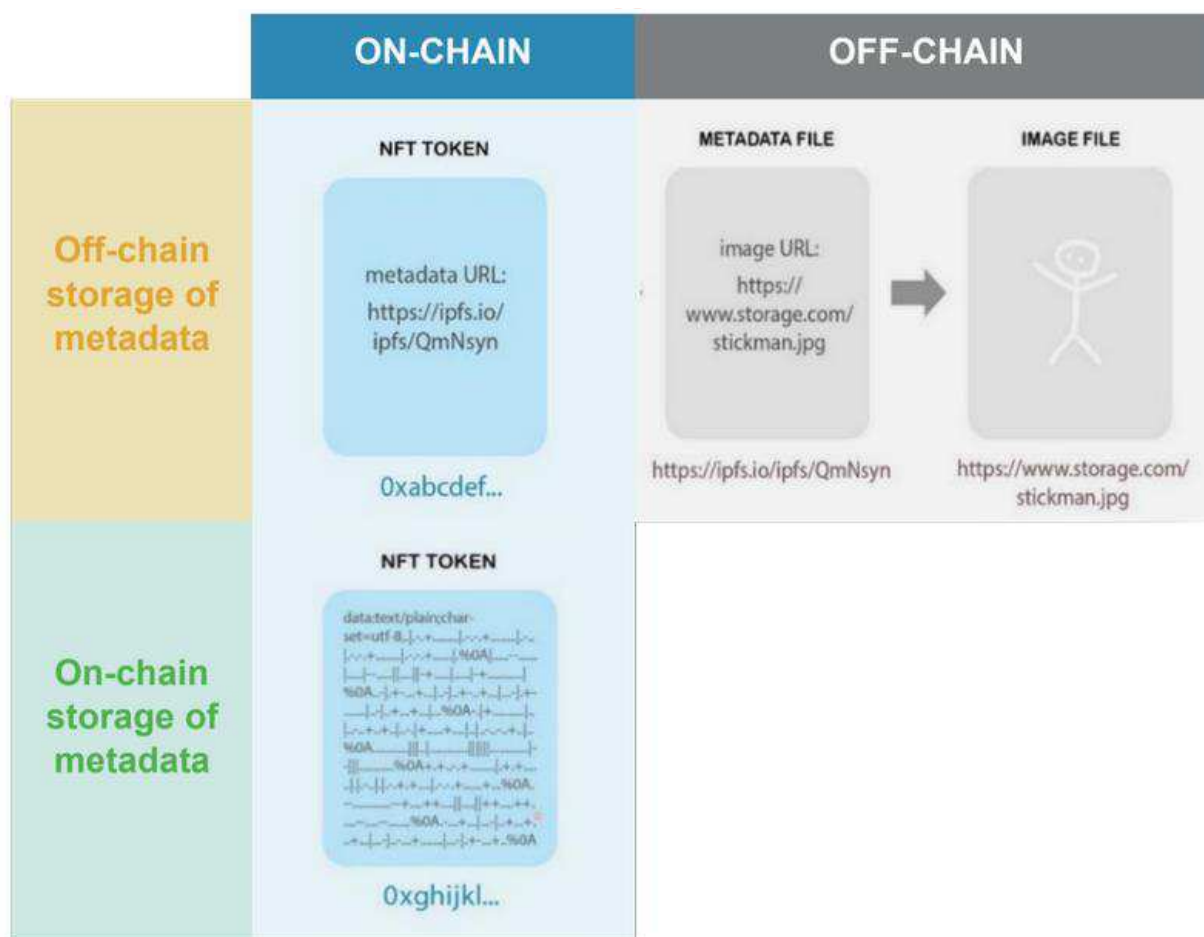 ON-CHAIN
OFF-CHAIN
Off-chain
storage of
metadata
NFT TOKEN
metadata URL:
https://ipfs.io/
ipfs/QmNsyn
0xabcdef...
METADATA FILE
image URL:
https://
www.storage.com/
stickman.jpg
https://ipfs.io/ipfs/QmNsyn
IMAGE FILE
https://www.storage.com/
stickman.jpg
On-chain
storage of
metadata
NFT TOKEN
data:text/plain;char-
set=utf-8
0xghijkl...